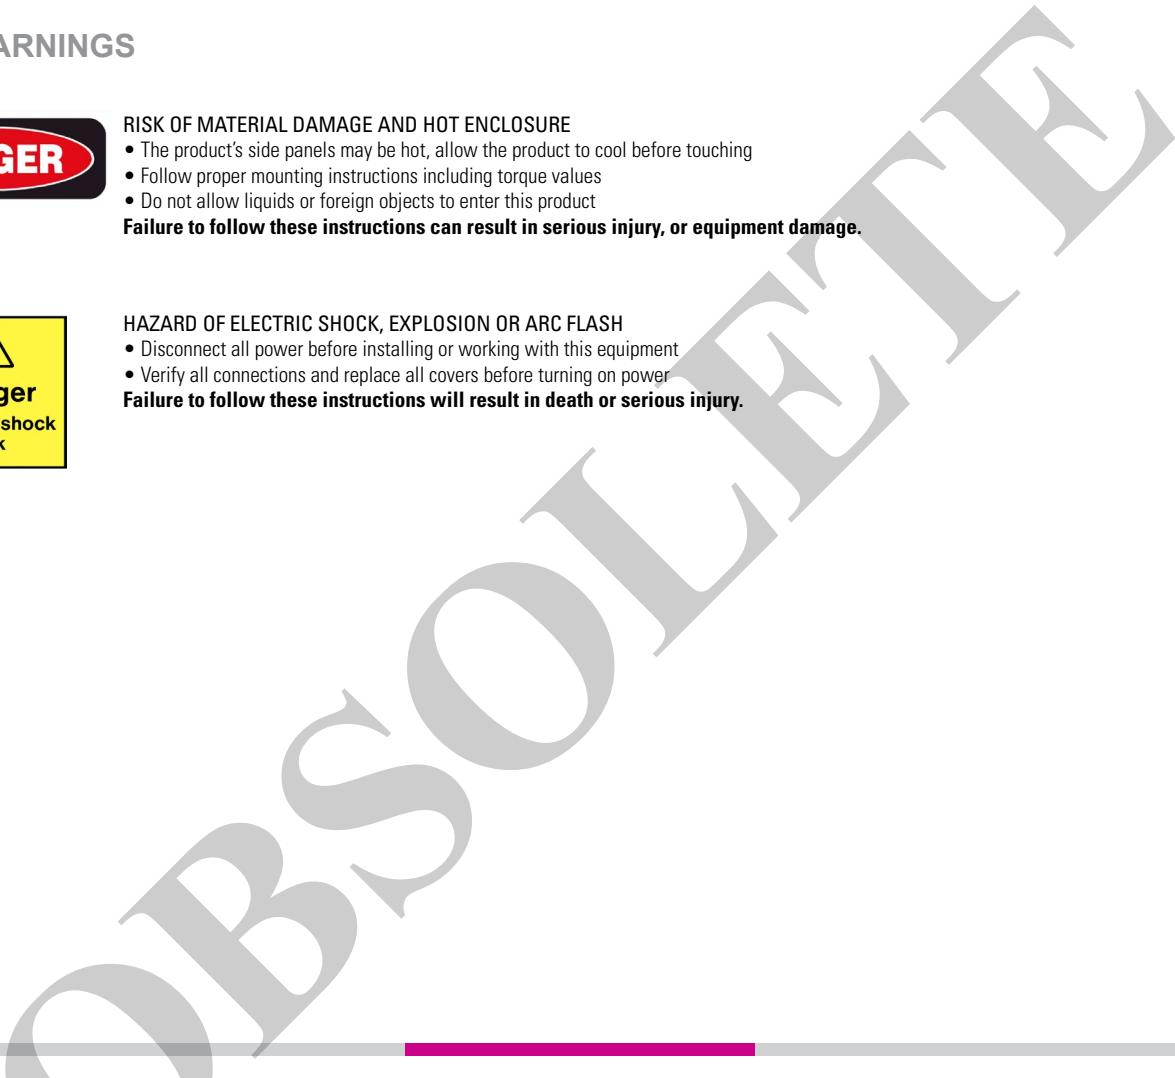 ARNINGS
GER
RISK OF MATERIAL DAMAGE AND HOT ENCLOSURE
• The product's side panels may be hot, allow the product to cool before touching
• Follow proper mounting instructions including torque values
• Do not allow liquids or foreign objects to enter this product
Failure to follow these instructions can result in serious injury, or equipment damage.
ger
shock
k
HAZARD OF ELECTRIC SHOCK, EXPLOSION OR ARC FLASH
• Disconnect all power before installing or working with this equipment
• Verify all connections and replace all covers before turning on power
Failure to follow these instructions will result in death or serious injury.
OBSOLETE